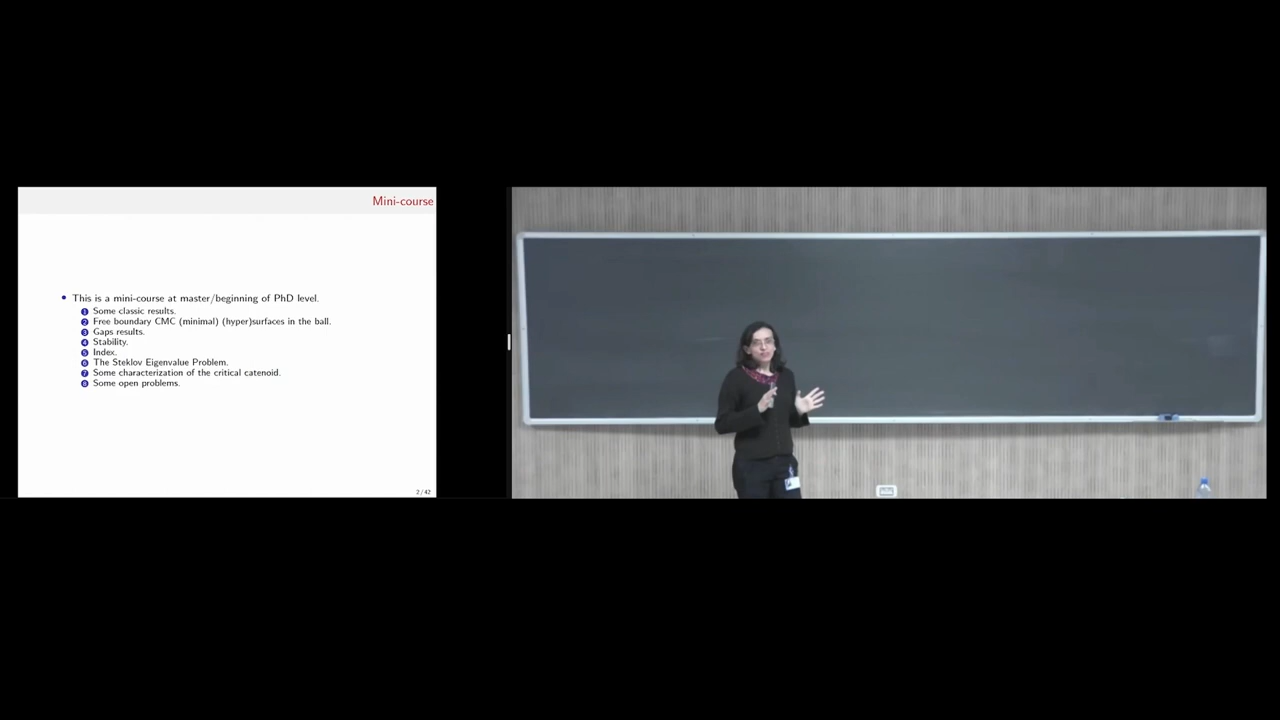 Mini-course
• This is a mini-course at master/beginning of PhD level.
1 Some classic results.
2 Free boundary CMC (minimal) (hyper)surfaces in the ball.
3 Gaps results.
4 Stability.
5 Index.
6 The Steklov Eigenvalue Problem.
7 Some characterization of the critical catenoid.
8 Some open problems.
2/42